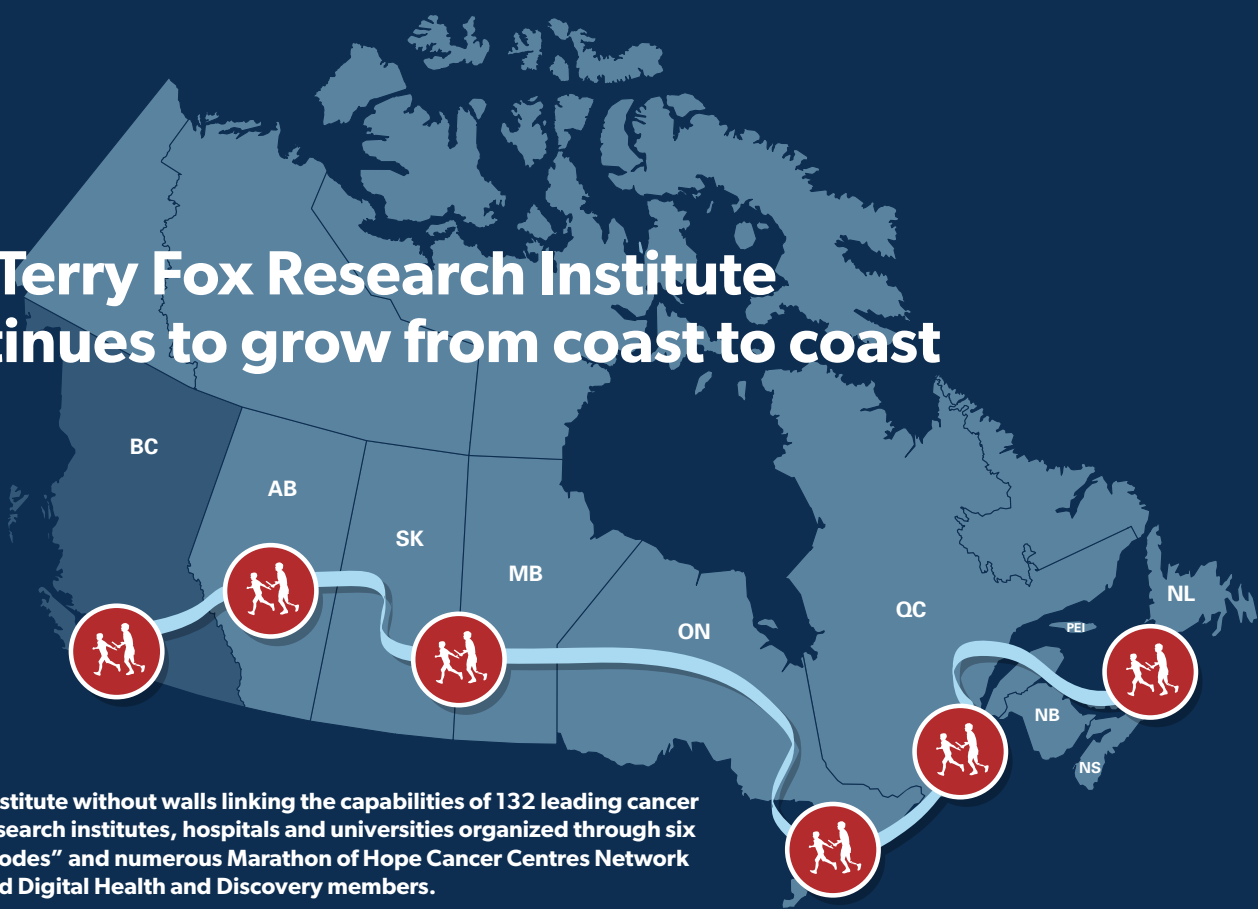 Terry Fox Research Institute
tinues to grow from coast to coast
BC
AB
SK
MB
ON
QC
NL
PEI
NB
NS
stitute without walls linking the capabilities of 132 leading cancer
search institutes, hospitals and universities organized through six
odes” and numerous Marathon of Hope Cancer Centres Network
d Digital Health and Discovery members.